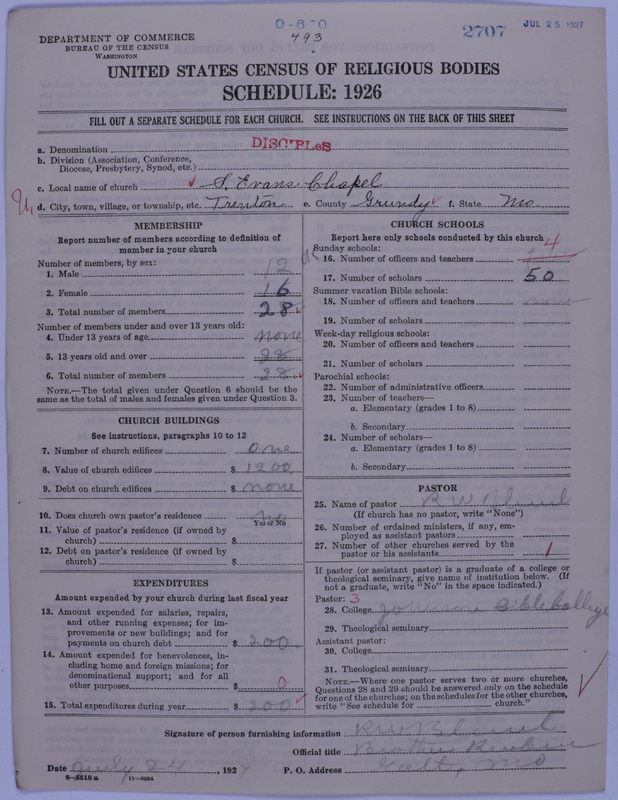 0-6-0
493
2707
JUL 25 1927
DEPARTMENT OF COMMERCE
BUREAU OF THE CENSUS
WASHINGTON
UNITED STATES CENSUS OF RELIGIOUS BODIES
SCHEDULE: 1926
FILL OUT A SEPARATE SCHEDULE FOR EACH CHURCH. SEE INSTRUCTIONS ON THE BACK OF THIS SHEET
a. Denomination DISCIPLES
b. Division (Association, Conference,
Diocese, Presbytery, Synod, etc.)
c. Local name of church S. Evans Chapel
d. City, town, village, or township, etc. Trenton e. County Grundy f. State Mo.
MEMBERSHIP
Report number of members according to definition of
member in your church
Number of members, by sex:
1. Male 12
2. Female 16
3. Total number of members 28
Number of members under and over 13 years old:
4. Under 13 years of age none
5. 13 years old and over 28
6. Total number of members 28
NOTE.—The total given under Question 6 should be the
same as the total of males and females given under Question 3.
CHURCH BUILDINGS
See instructions, paragraphs 10 to 12
7. Number of church edifices One
8. Value of church edifices $ 1200
9. Debt on church edifices $ none
10. Does church own pastor's residence no
Yes or No
11. Value of pastor's residence (if owned by
church) $
12. Debt on pastor's residence (if owned by
church) $
EXPENDITURES
Amount expended by your church during last fiscal year
13. Amount expended for salaries, repairs,
and other running expenses; for im-
provements or new buildings; and for
payments on church debt $ 200
14. Amount expended for benevolences, in-
cluding home and foreign missions; for
denominational support; and for all
other purposes $ 0
15. Total expenditures during year $ 200
CHURCH SCHOOLS
Report here only schools conducted by this church
Sunday schools:
16. Number of officers and teachers 4
17. Number of scholars 50
Summer vacation Bible schools:
18. Number of officers and teachers none
19. Number of scholars
Week-day religious schools:
20. Number of officers and teachers
21. Number of scholars
Parochial schools:
22. Number of administrative officers
23. Number of teachers—
a. Elementary (grades 1 to 8)
b. Secondary
24. Number of scholars—
a. Elementary (grades 1 to 8)
b. Secondary
PASTOR
25. Name of pastor R W
(If church has no pastor, write "None")
26. Number of ordained ministers, if any, em-
ployed as assistant pastors
27. Number of other churches served by the
pastor or his assistants 1
If pastor (or assistant pastor) is a graduate of a college or
theological seminary, give name of institution below. (If
not a graduate, write "No" in the space indicated.)
Pastor: 3
28. College Johnson Bible College
29. Theological seminary
Assistant pastor:
30. College
31. Theological seminary
NOTE.—Where one pastor serves two or more churches,
Questions 28 and 29 should be answered only on the schedule
for one of the churches; on the schedules for the other churches,
write "See schedule for church."
Signature of person furnishing information R W
Official title
Date July 24, 1927 P. O. Address Galt, Mo
8-5518 a 11-9054